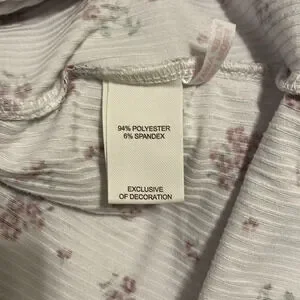 94% POLYESTER
6% SPANDEX
EXCLUSIVE
OF DECORATION